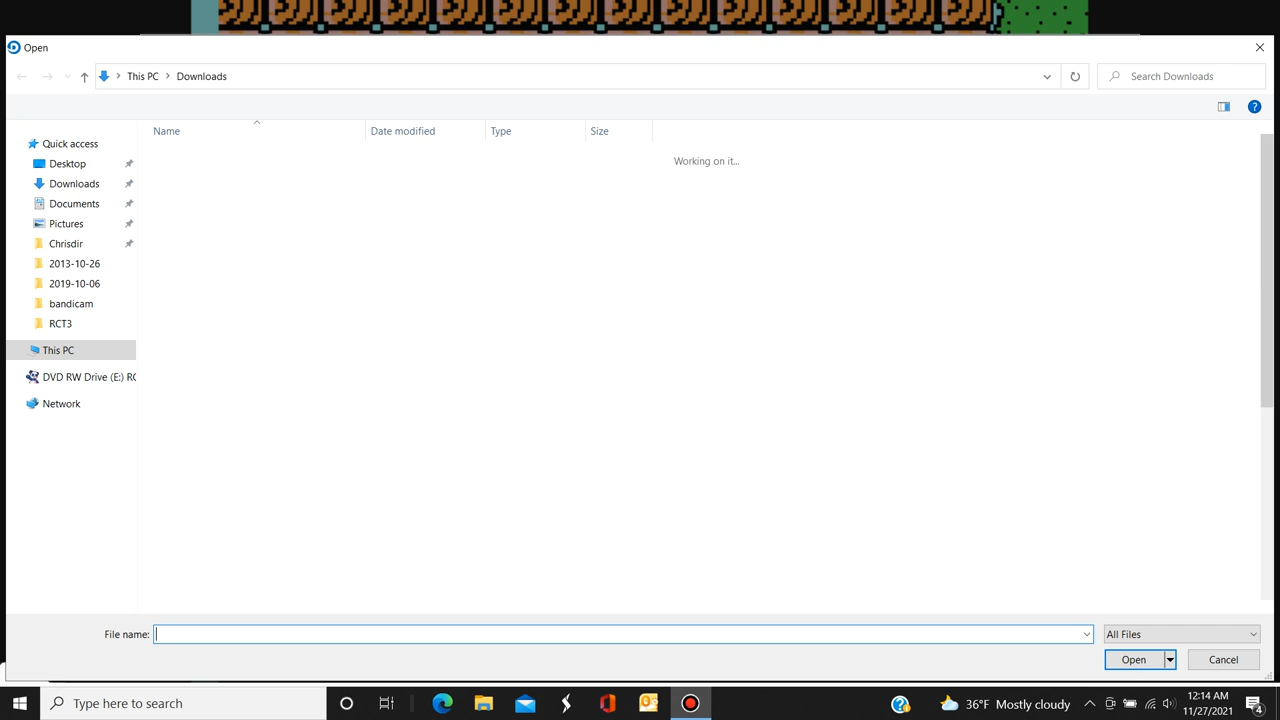 Open
This PC
Downloads
Search Downloads
Name
Date modified
Type
Size
Working on it...
Quick access
Desktop
Downloads
Documents
Pictures
Chrisdir
2013-10-26
2019-10-06
bandicam
RCT3
This PC
DVD RW Drive (E:) RC
Network
File name:
All Files
Open
Cancel
Type here to search
36°F Mostly cloudy
12:14 AM
11/27/2021
4